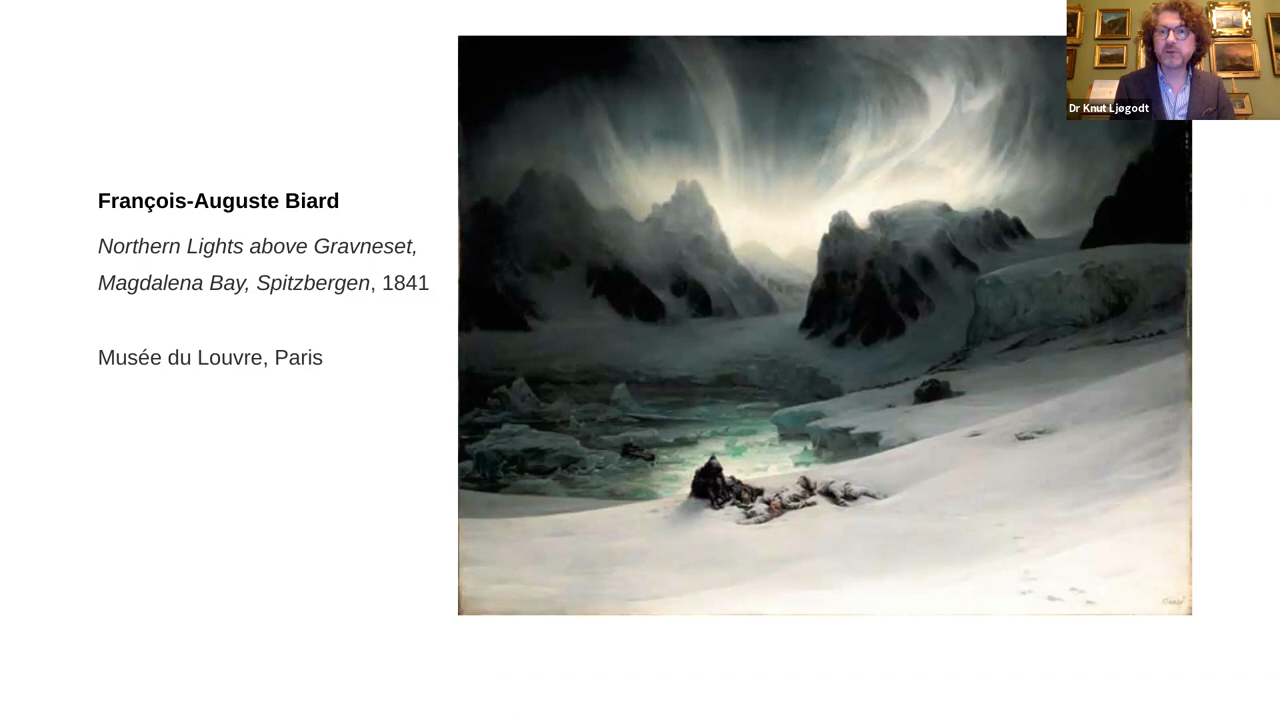 François-Auguste Biard
Northern Lights above Gravneset,
Magdalena Bay, Spitzbergen, 1841
Musée du Louvre, Paris
Dr Knut Ljøgodt